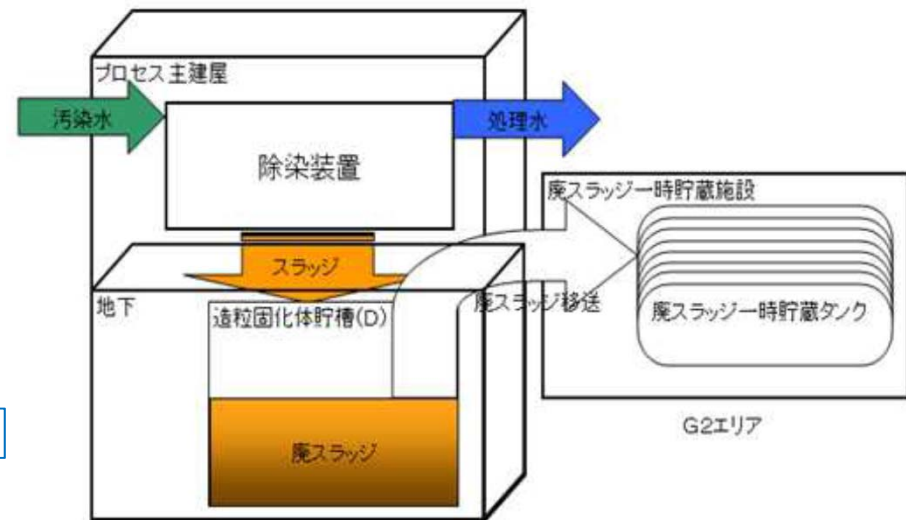 プロセス主建屋
汚染水
処理水
除染装置
廃スラッジ一時貯蔵施設
スラッジ
地下
造粒固化体貯槽(D)
廃スラッジ移送
廃スラッジ一時貯蔵タンク
廃スラッジ
G2エリア